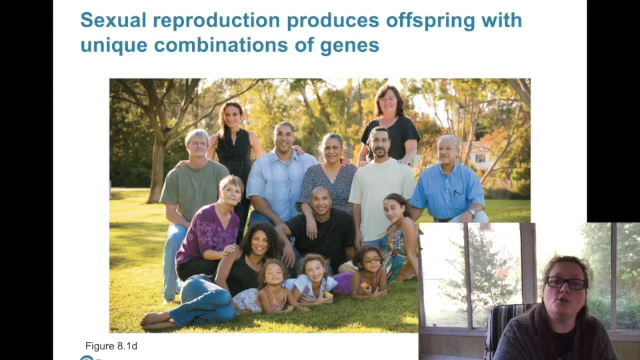 Sexual reproduction produces offspring with
unique combinations of genes
Figure 8.1d